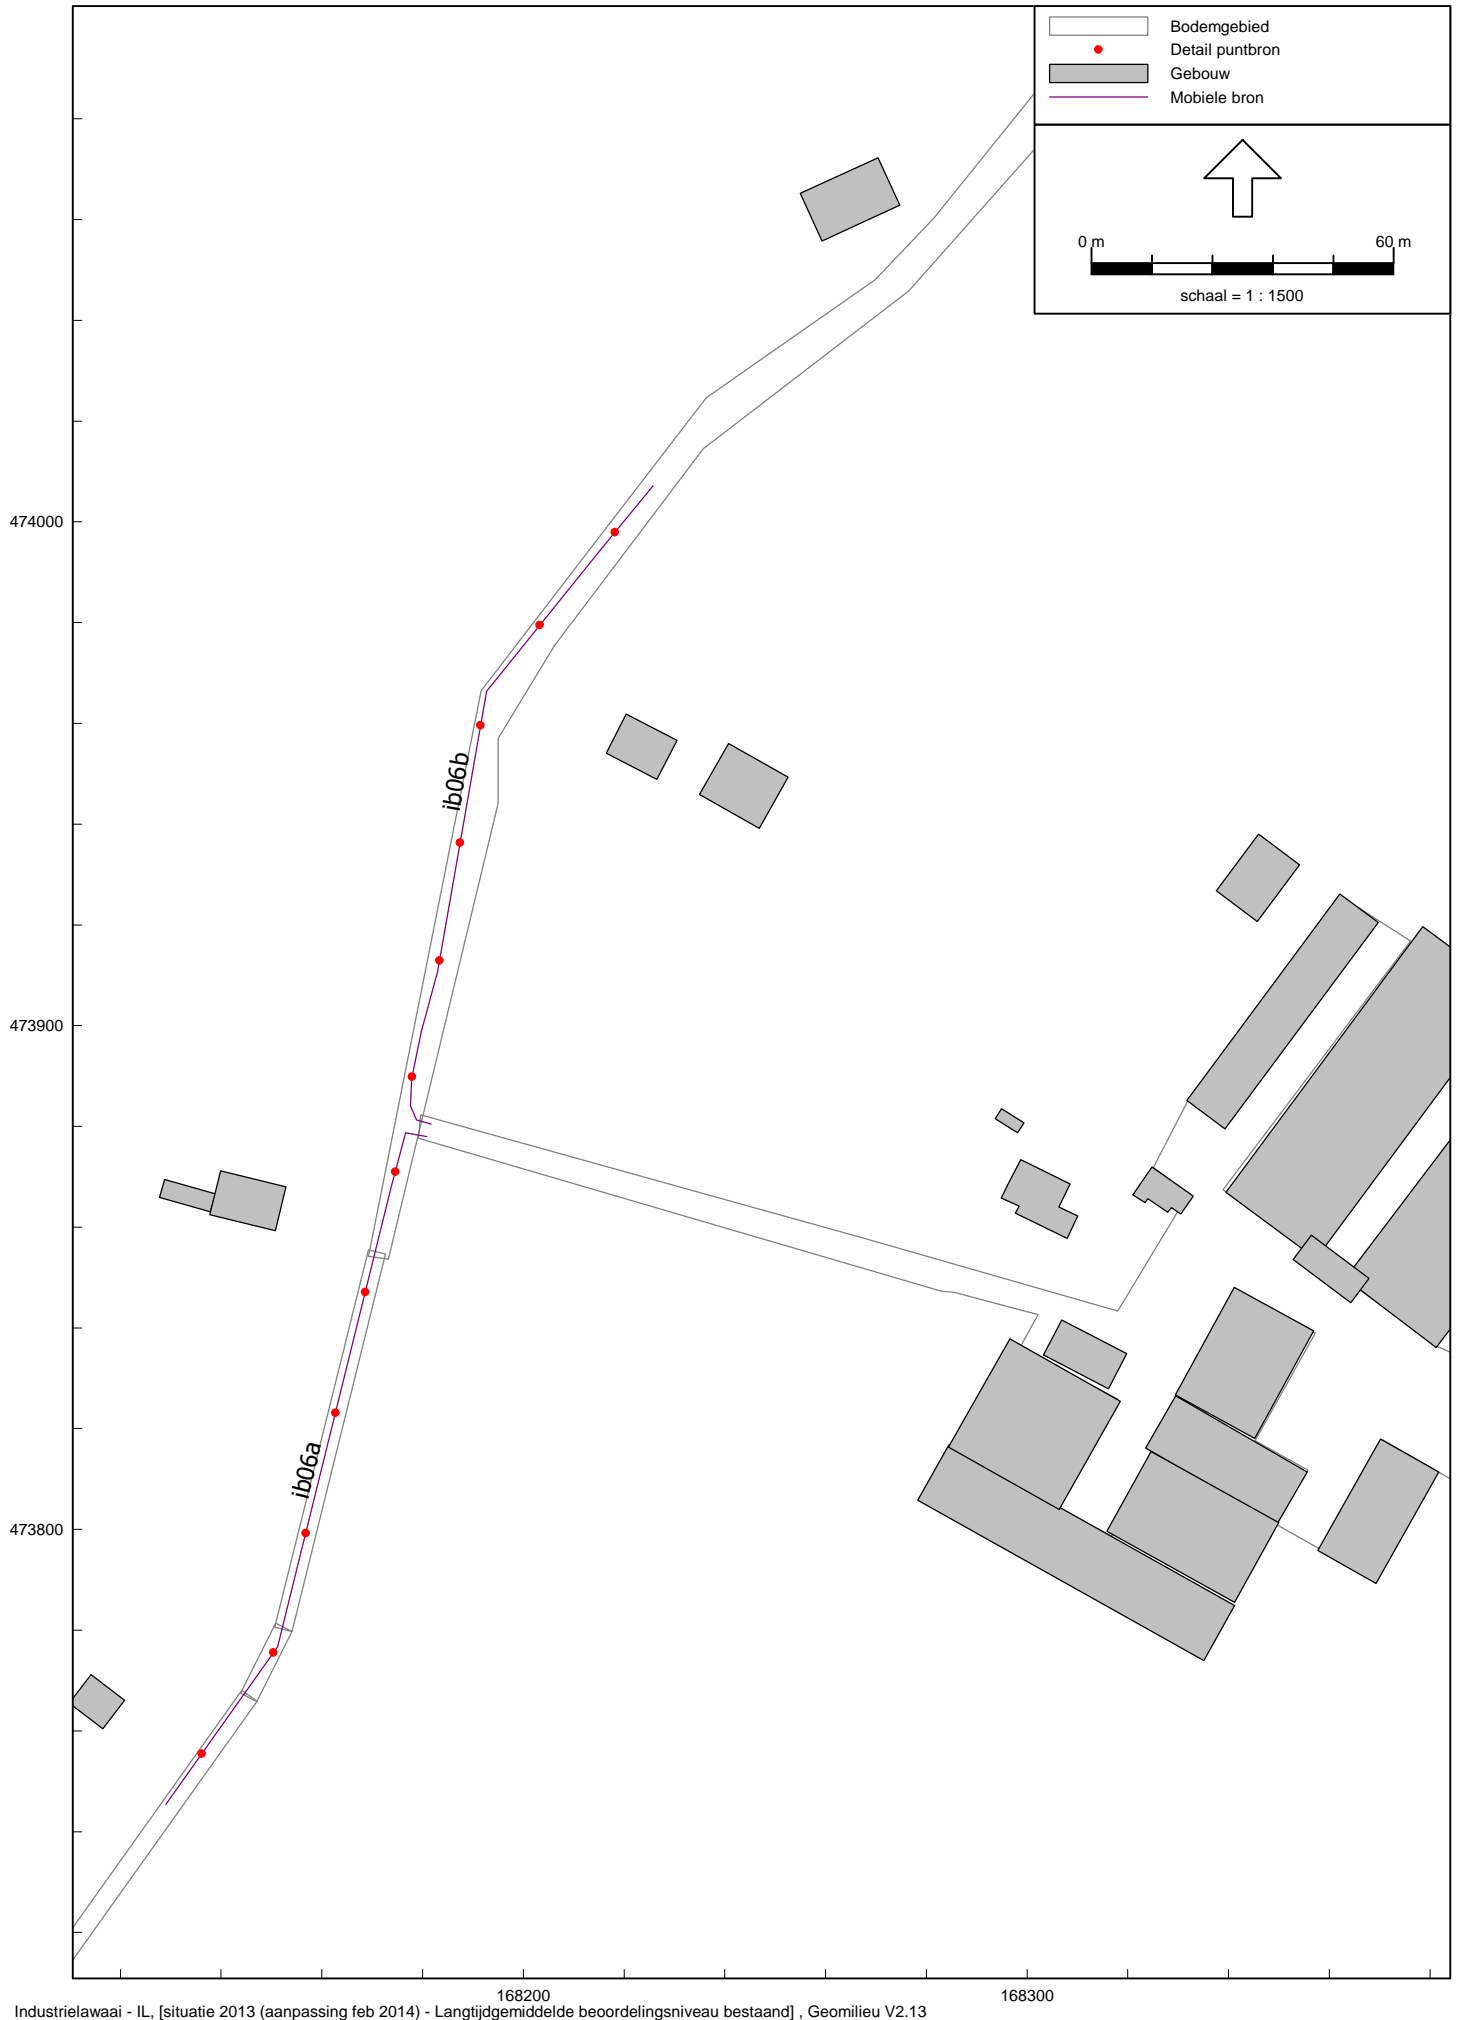 Bodemgebied
Detail puntbron
Gebouw
Mobiele bron
0 m 60 m
schaal = 1 : 1500
474000
ib06b
473900
ib06a
473800
168200 168300
Industrielawaai - IL, [situatie 2013 (aanpassing feb 2014) - Langtijdgemiddelde beoordelingsniveau bestaand] , Geomilieu V2.13